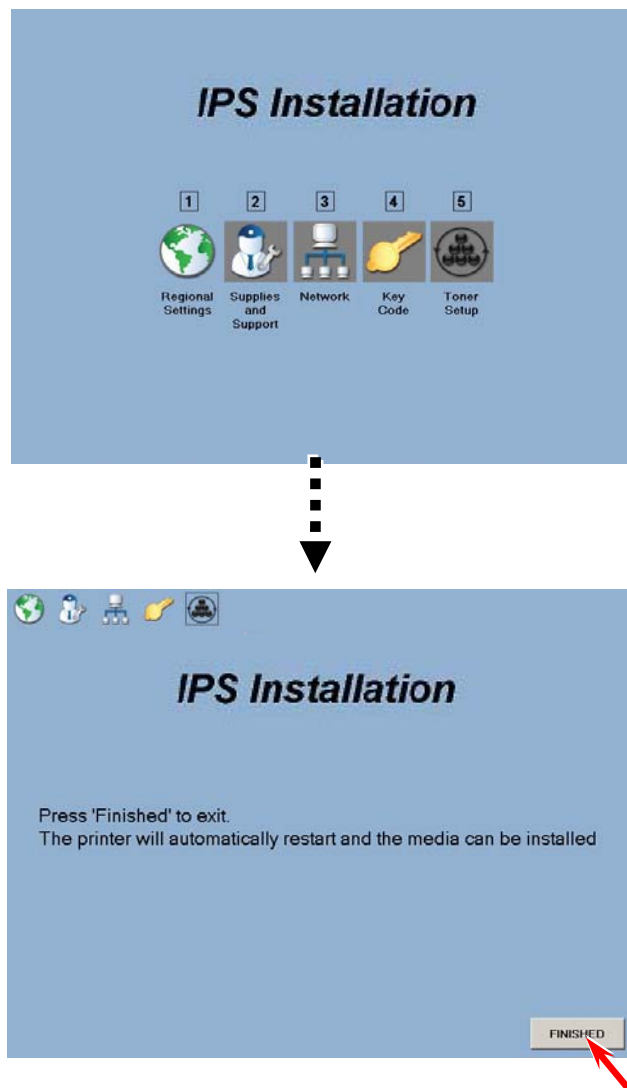 IPS Installation
1 2 3 4 5
Regional Supplies Network Key Toner
Settings and Code Setup
Support
IPS Installation
Press 'Finished' to exit.
The printer will automatically restart and the media can be installed
FINISHED